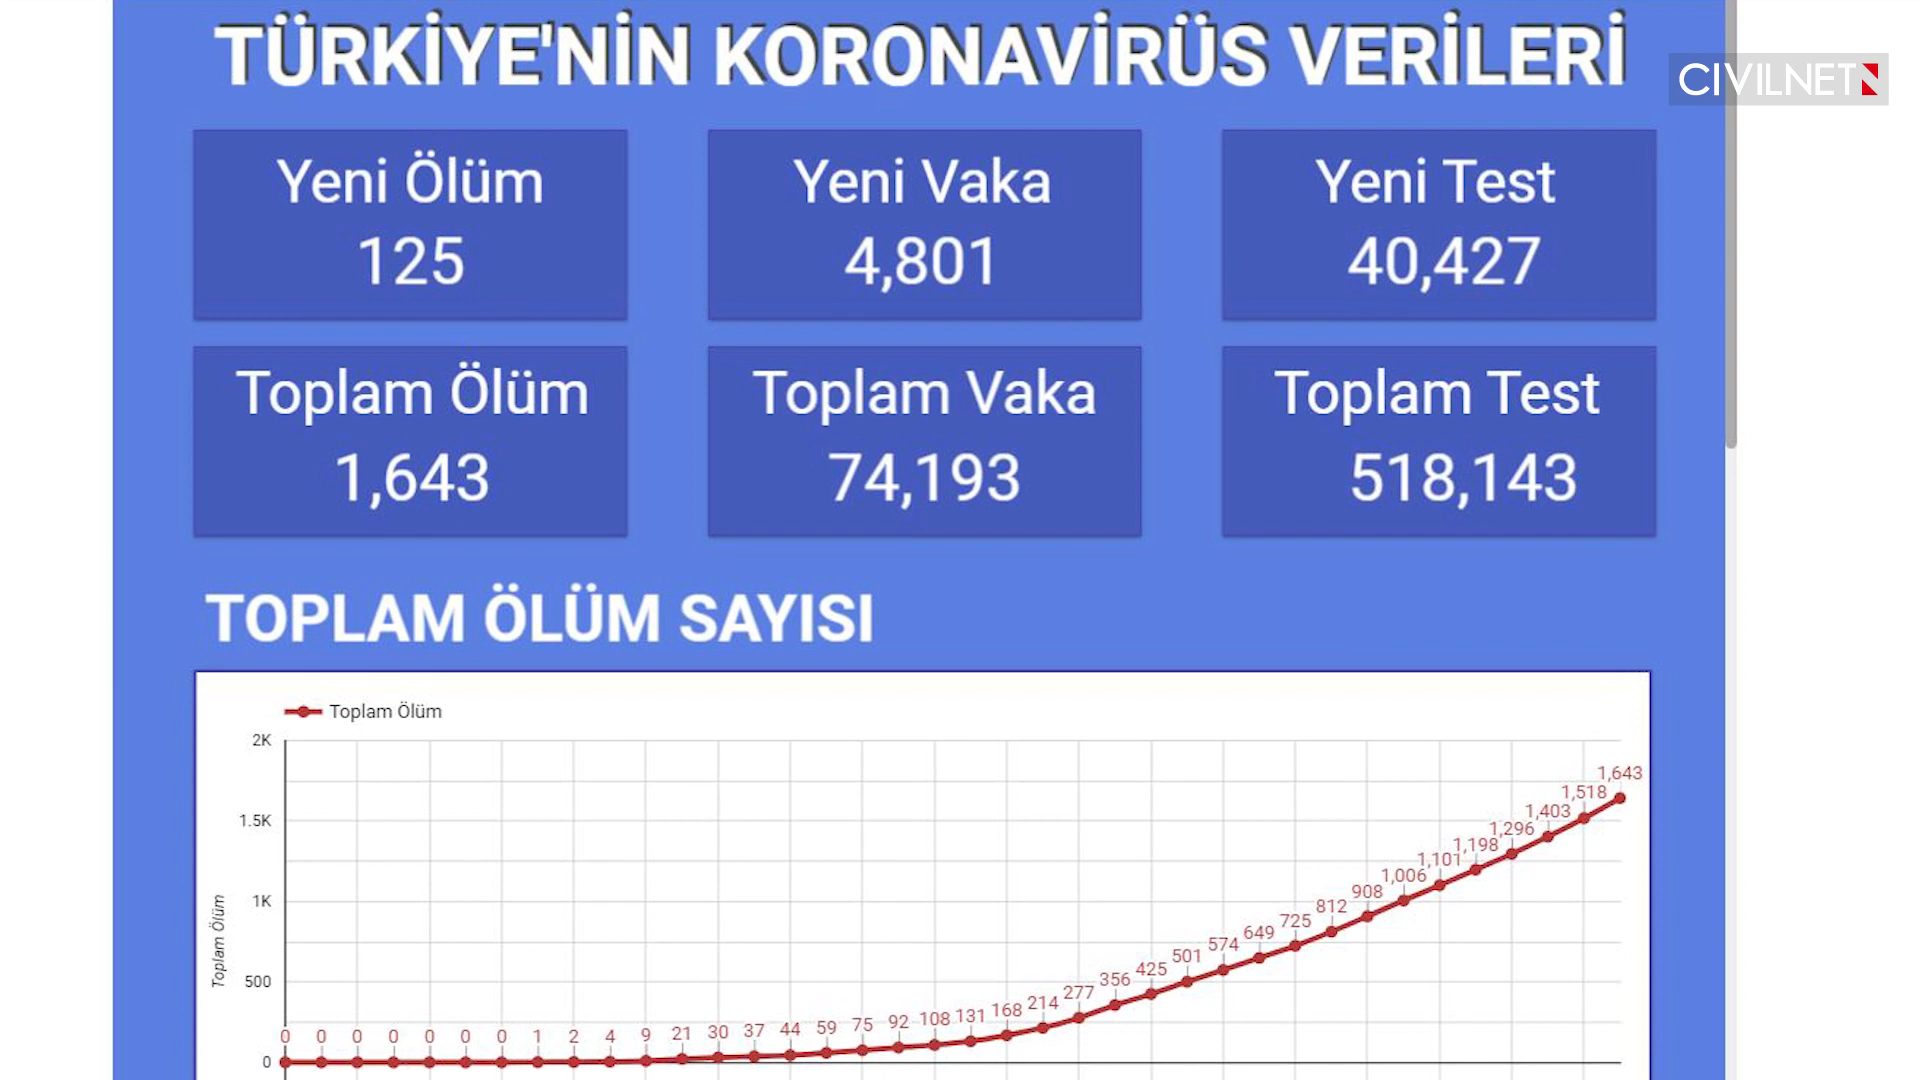 TÜRKİYE'NİN KORONAVİRÜS VERİLERİ
CIVILNET
Yeni Ölüm
125
Yeni Vaka
4,801
Yeni Test
40,427
Toplam Ölüm
1,643
Toplam Vaka
74,193
Toplam Test
518,143
TOPLAM ÖLÜM SAYISI
Toplam Ölüm
2K
1.5K
1K
500
0
Toplam Ölüm
0 0 0 0 0 0 0 1 2 4 9 21 30 37 44 59 75 92 108 131 168 214 277 356 425 501 574 649 725 812 908 1,006 1,101 1,198 1,296 1,403 1,518 1,643